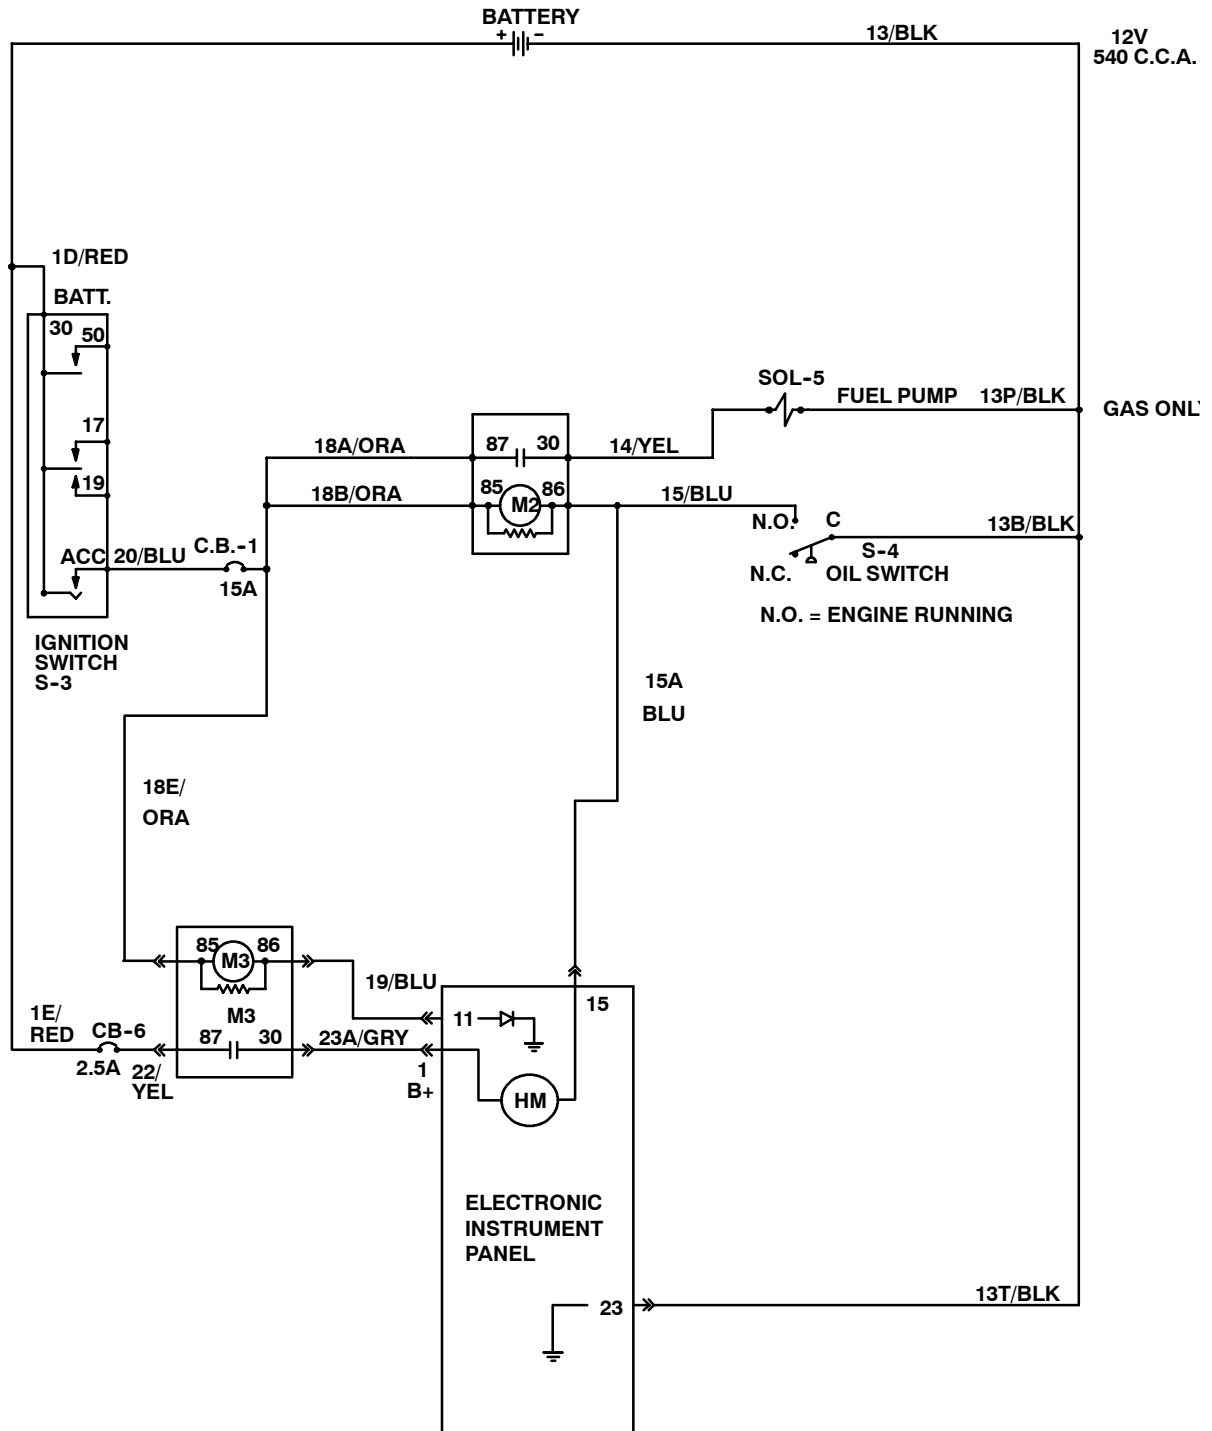 BATTERY
+ -
13/BLK
12V
540 C.C.A.
1D/RED
BATT.
30 50
17
19
ACC 20/BLU C.B.-1
15A
IGNITION
SWITCH
S-3
SOL-5
FUEL PUMP 13P/BLK
GAS ONL
18A/ORA
87 30
14/YEL
18B/ORA
85 M2 86
15/BLU
N.O.
C
13B/BLK
S-4
N.C. OIL SWITCH
N.O. = ENGINE RUNNING
15A
BLU
18E/
ORA
85 M3 86
M3
87 30
19/BLU
1E/
RED
CB-6
2.5A
22/
YEL
23A/GRY
1
B+
11
15
HM
ELECTRONIC
INSTRUMENT
PANEL
23
13T/BLK